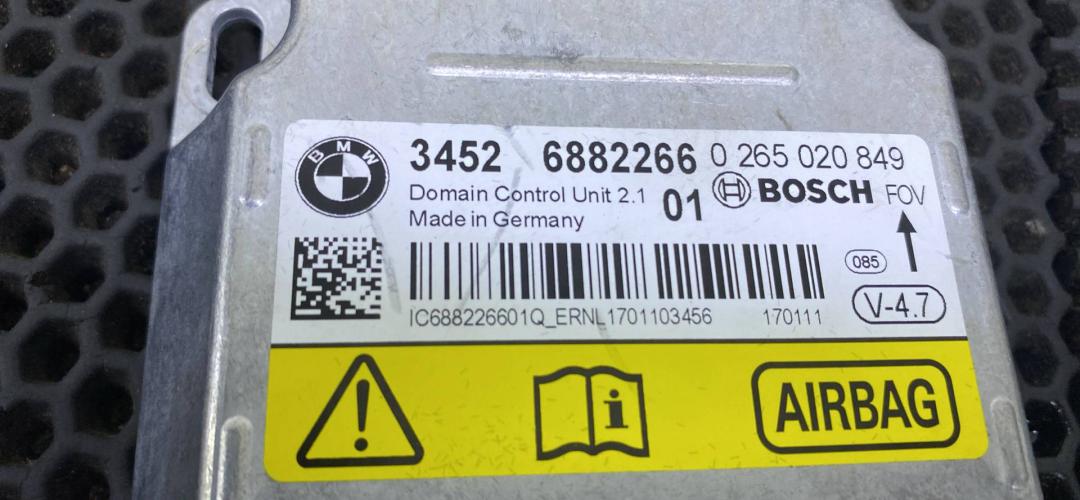 BMW
3452 6882266 0 265 020 849
Domain Control Unit 2.1 01 BOSCH FOV
Made in Germany
085
IC688226601Q_ERNL1701103456 170111 V-4.7
i AIRBAG